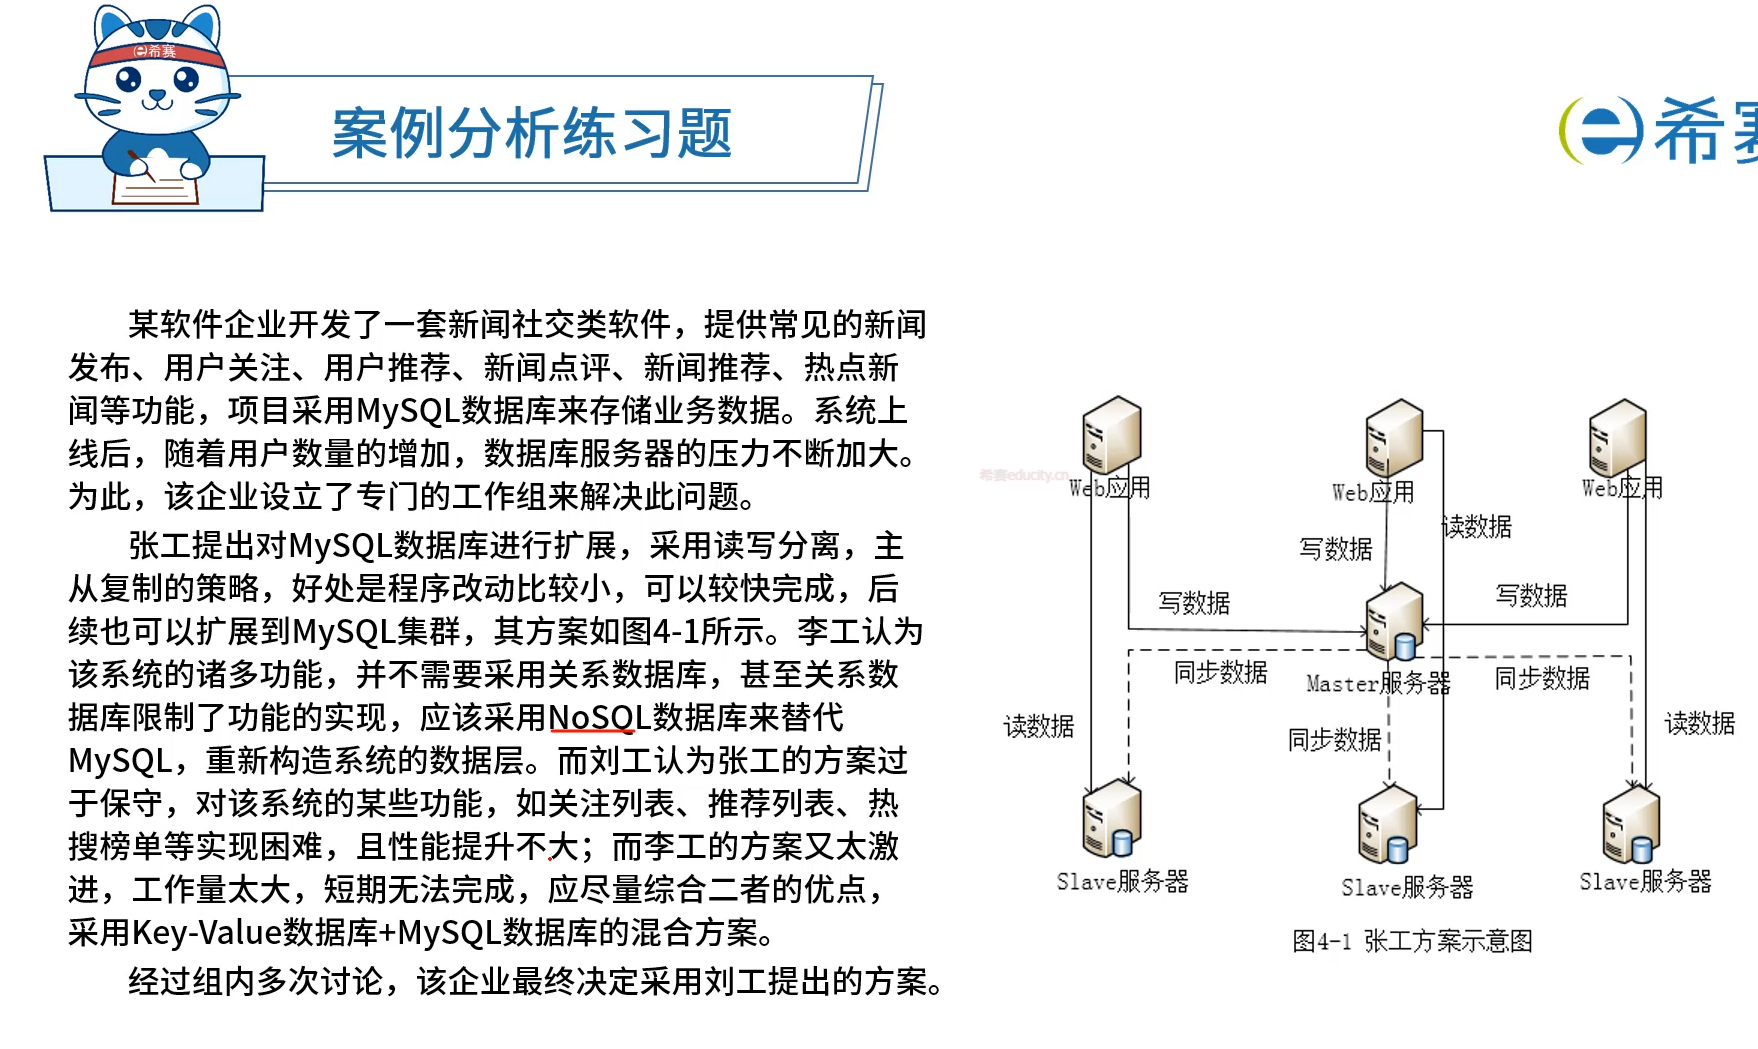 希赛
案例分析练习题
希赛
某软件企业开发了一套新闻社交类软件，提供常见的新闻
发布、用户关注、用户推荐、新闻点评、新闻推荐、热点新
闻等功能，项目采用MySQL数据库来存储业务数据。系统上
线后，随着用户数量的增加，数据库服务器的压力不断加大。
为此，该企业设立了专门的工作组来解决此问题。
张工提出对MySQL数据库进行扩展，采用读写分离，主
从复制的策略，好处是程序改动比较小，可以较快完成，后
续也可以扩展到MySQL集群，其方案如图4-1所示。李工认为
该系统的诸多功能，并不需要采用关系数据库，甚至关系数
据库限制了功能的实现，应该采用NoSQL数据库来替代
MySQL，重新构造系统的数据层。而刘工认为张工的方案过
于保守，对该系统的某些功能，如关注列表、推荐列表、热
搜榜单等实现困难，且性能提升不大；而李工的方案又太激
进，工作量太大，短期无法完成，应尽量综合二者的优点，
采用Key-Value数据库+MySQL数据库的混合方案。
经过组内多次讨论，该企业最终决定采用刘工提出的方案。
希赛educity.cn
Web应用
Web应用
Web应用
读数据
写数据
写数据
写数据
同步数据
Master服务器
同步数据
读数据
同步数据
读数据
Slave服务器
Slave服务器
Slave服务器
图4-1 张工方案示意图